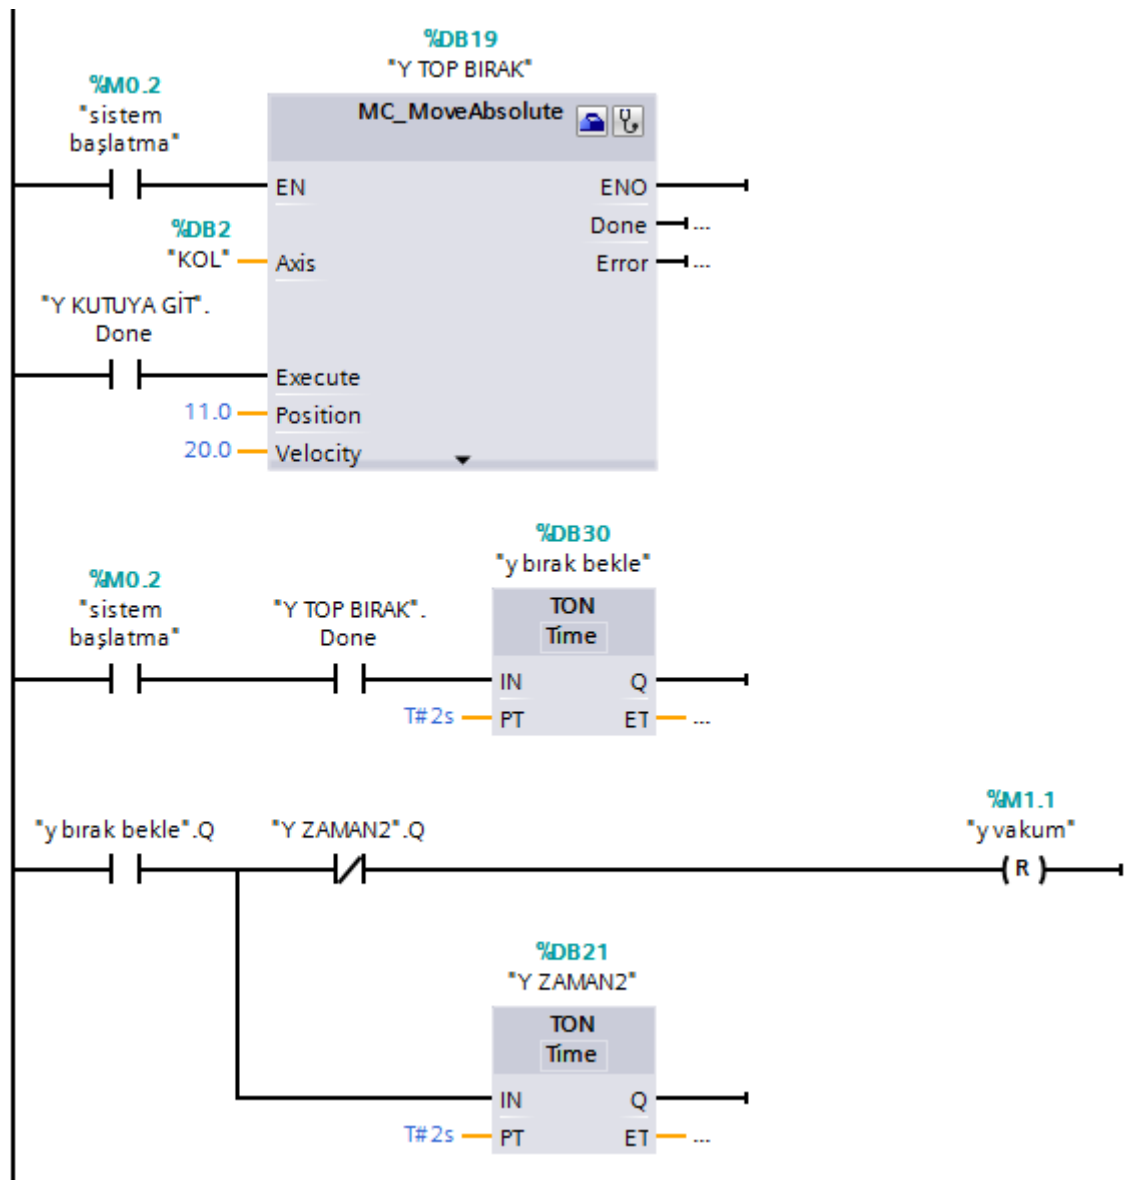 %DB19
"Y TOP BIRAK"
%M0.2
"sistem
başlatma"
MC_MoveAbsolute
EN
ENO
%DB2
"KOL"
Axis
Done
...
Error
...
"Y KUTUYA GİT".
Done
Execute
11.0
Position
20.0
Velocity
%DB30
"y bırak bekle"
%M0.2
"sistem
başlatma"
"Y TOP BIRAK".
Done
TON
Time
IN
Q
T#2s
PT
ET
...
%M1.1
"y vakum"
"y bırak bekle".Q
"Y ZAMAN2".Q
R
%DB21
"Y ZAMAN2"
TON
Time
IN
Q
T#2s
PT
ET
...